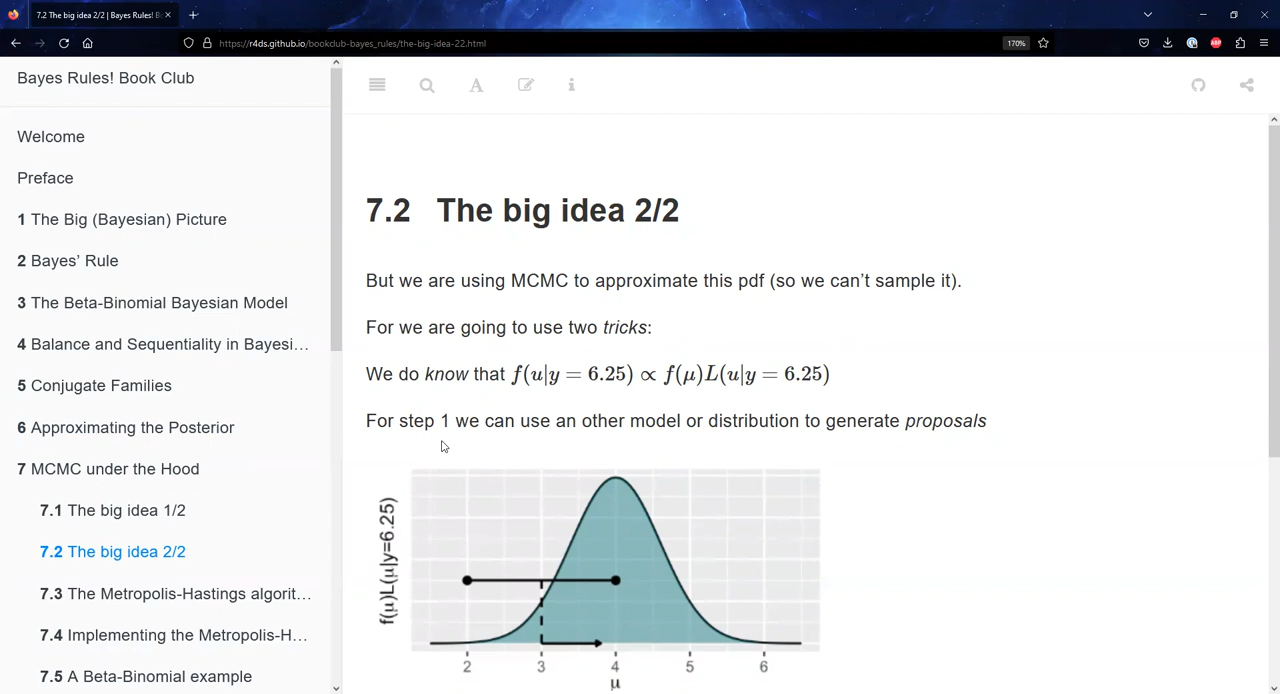 7.2 The big idea 2/2 | Bayes Rules! Bo
https://r4ds.github.io/bookclub-bayes_rules/the-big-idea-22.html
170%
ABP
Bayes Rules! Book Club
Welcome
Preface
1 The Big (Bayesian) Picture
2 Bayes' Rule
3 The Beta-Binomial Bayesian Model
4 Balance and Sequentiality in Bayesi…
5 Conjugate Families
6 Approximating the Posterior
7 MCMC under the Hood
7.1 The big idea 1/2
7.2 The big idea 2/2
7.3 The Metropolis-Hastings algorit…
7.4 Implementing the Metropolis-H…
7.5 A Beta-Binomial example
7.2 The big idea 2/2
But we are using MCMC to approximate this pdf (so we can't sample it).
For we are going to use two tricks:
We do know that f(u|y = 6.25) ∝ f(μ)L(u|y = 6.25)
For step 1 we can use an other model or distribution to generate proposals
f(μ)L(μ|y=6.25)
2 3 4 5 6
μ